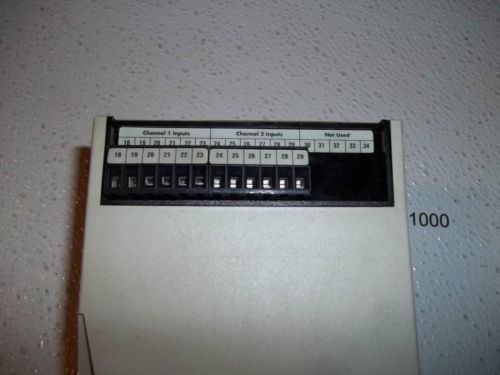 Channel 1 Inputs Channel 2 Inputs Not Used
18 19 20 21 22 23 24 25 26 27 28 29 30 31 32 33 34
18 19 20 21 22 23 24 25 26 27 28 29
1000